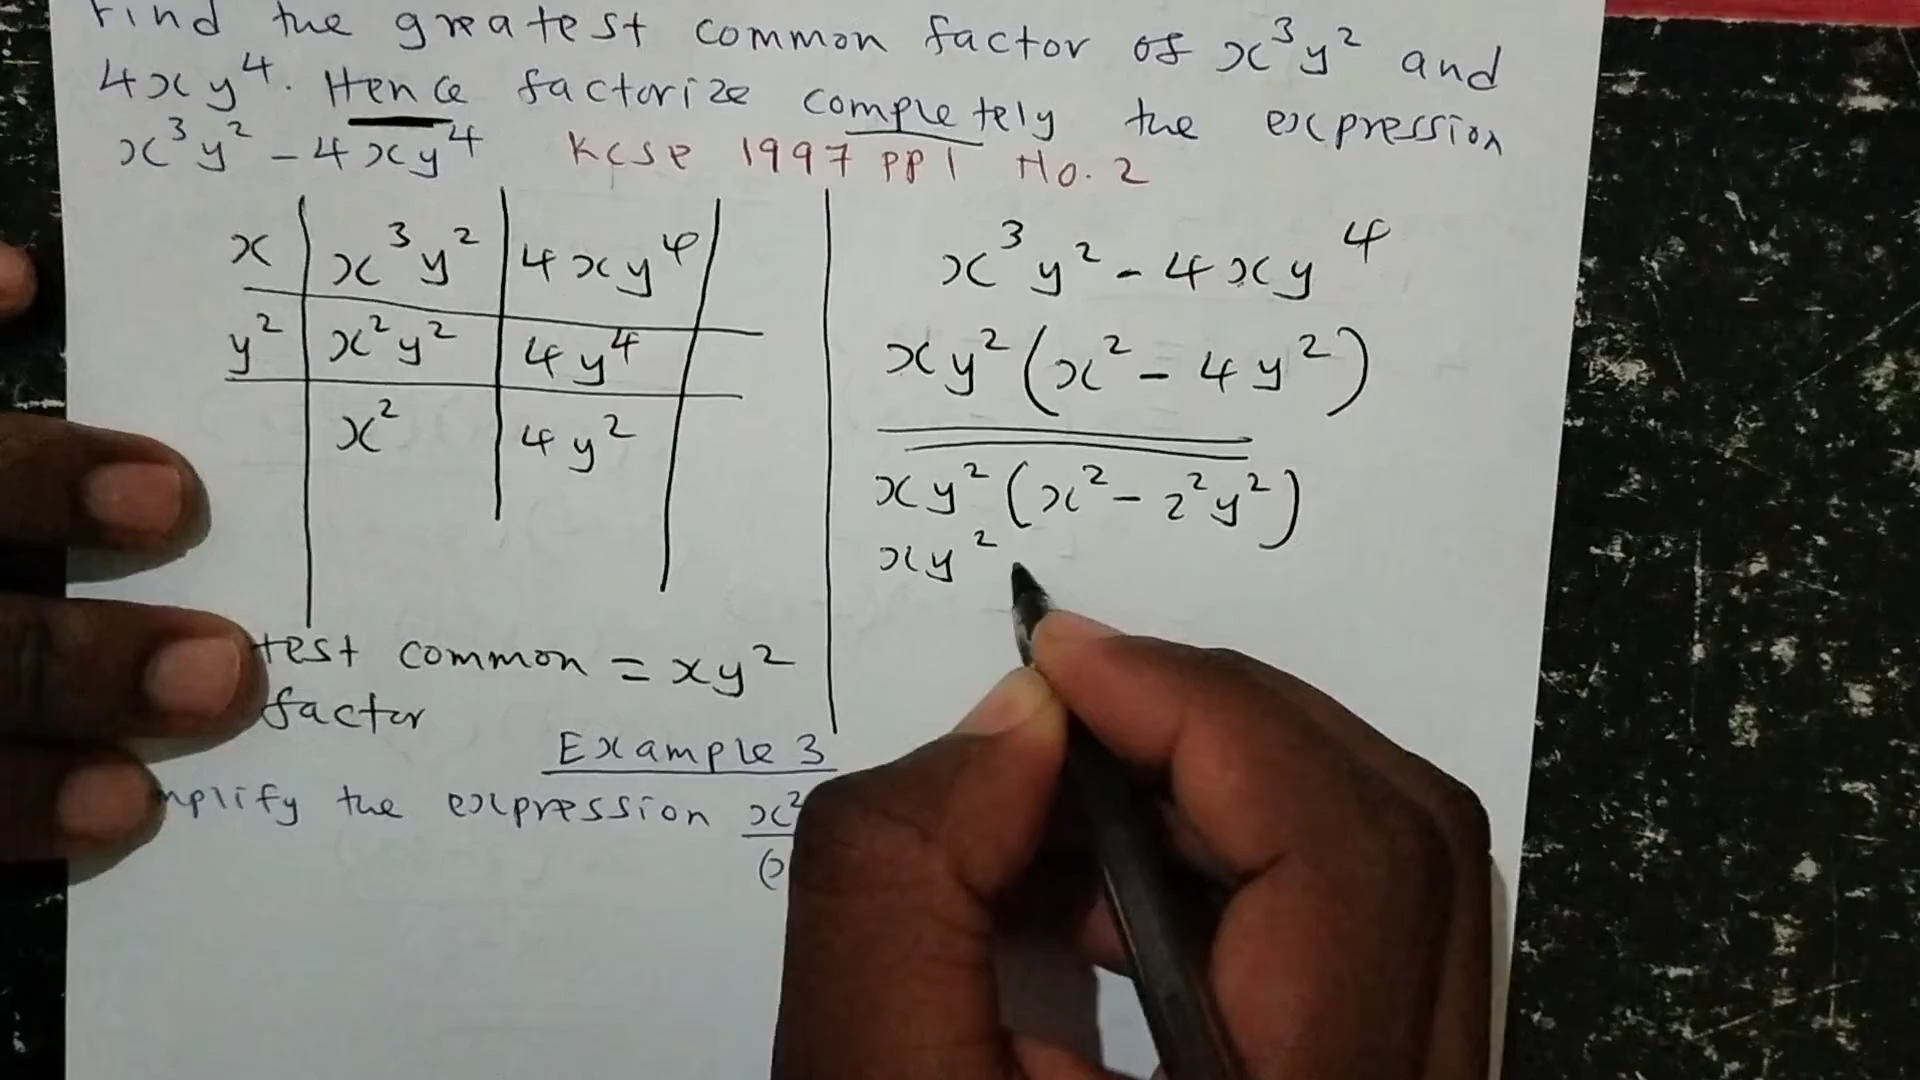 Find the greatest common factor of x³y² and
4xy⁴. Hence factorize completely the expression
x³y² - 4xy⁴ KCSE 1997 PP1 No. 2
x x³y² 4xy⁴
y² x²y² 4y⁴
x² 4y²
test common = xy²
factor
x³y² - 4xy⁴
xy²(x² - 4y²)
xy²(x² - 2²y²)
xy²
Example 3
mplify the expression x²